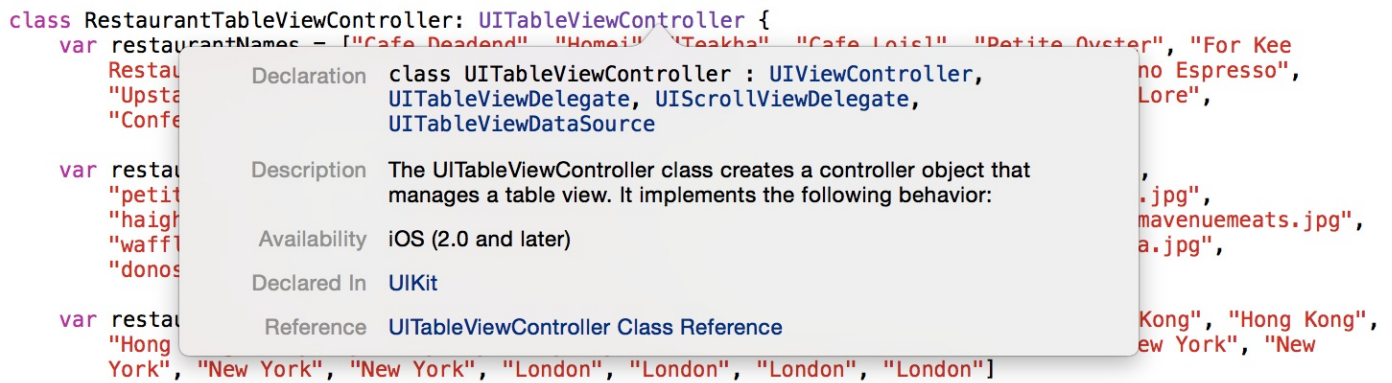 class RestaurantTableViewController: UITableViewController {
var restaurantNames = ["Cafe Deadend", "Homei", "Teakha", "Cafe Loisl", "Petite Oyster", "For Kee
Restau no Espresso",
"Upsta Lore",
"Confe
Declaration class UITableViewController : UIViewController,
UITableViewDelegate, UIScrollViewDelegate,
UITableViewDataSource
var restau ,
"petit .jpg",
"haigh mavenuemeats.jpg",
"waffl a.jpg",
"donos
Description The UITableViewController class creates a controller object that
manages a table view. It implements the following behavior:
Availability iOS (2.0 and later)
Declared In UIKit
Reference UITableViewController Class Reference
var restau Kong", "Hong Kong",
"Hong ew York", "New
York", "New York", "New York", "London", "London", "London", "London"]